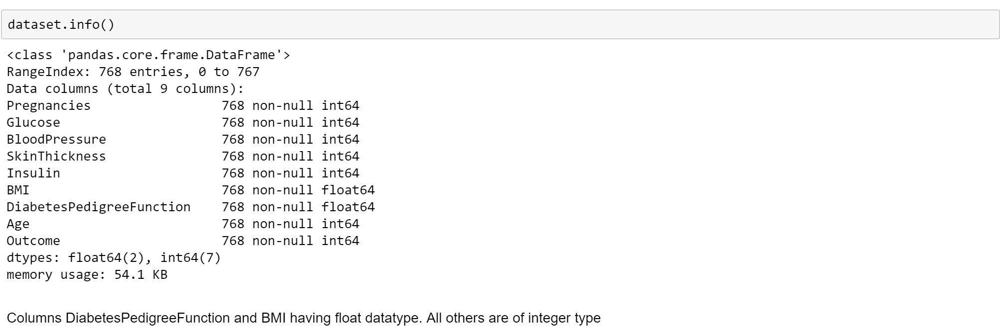 dataset.info()
<class 'pandas.core.frame.DataFrame'>
RangeIndex: 768 entries, 0 to 767
Data columns (total 9 columns):
Pregnancies                 768 non-null int64
Glucose                     768 non-null int64
BloodPressure               768 non-null int64
SkinThickness               768 non-null int64
Insulin                     768 non-null int64
BMI                         768 non-null float64
DiabetesPedigreeFunction    768 non-null float64
Age                         768 non-null int64
Outcome                     768 non-null int64
dtypes: float64(2), int64(7)
memory usage: 54.1 KB
Columns DiabetesPedigreeFunction and BMI having float datatype. All others are of integer type